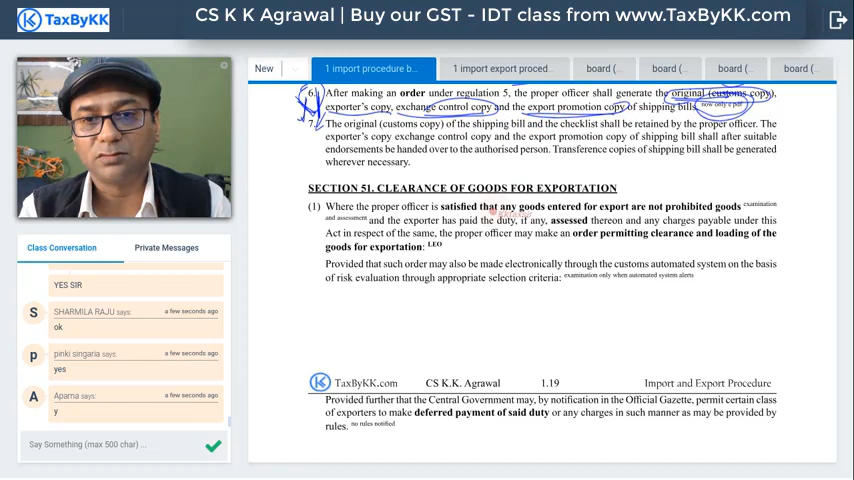 CS K K Agrawal | Buy our GST - IDT class from www.TaxByKK.com
TaxByKK
New
1 import procedure b
1 import export proced
board (
board (
board (
board (
6. After making an order under regulation 5, the proper officer shall generate the original (customs copy),
exporter's copy, exchange control copy and the export promotion copy of shipping bills. now only e pdf
7. The original (customs copy) of the shipping bill and the checklist shall be retained by the proper officer. The
exporter's copy exchange control copy and the export promotion copy of shipping bill shall after suitable
endorsements be handed over to the authorised person. Transference copies of shipping bill shall be generated
wherever necessary.
SECTION 51. CLEARANCE OF GOODS FOR EXPORTATION
(1) Where the proper officer is satisfied that any goods entered for export are not prohibited goods examination
and assessment and the exporter has paid the duty, if any, assessed thereon and any charges payable under this
Act in respect of the same, the proper officer may make an order permitting clearance and loading of the
goods for exportation: LEO
Provided that such order may also be made electronically through the customs automated system on the basis
of risk evaluation through appropriate selection criteria: examination only when automated system alerts
TaxByKK.com CS K.K. Agrawal 1.19 Import and Export Procedure
Provided further that the Central Government may, by notification in the Official Gazette, permit certain class
of exporters to make deferred payment of said duty or any charges in such manner as may be provided by
rules. no rules notified
Class Conversation
Private Messages
YES SIR
S
SHARMILA RAJU says: a few seconds ago
ok
p
pinki singaria says: a few seconds ago
yes
A
Aparna says: a few seconds ago
y
Say Something (max 500 char) ...